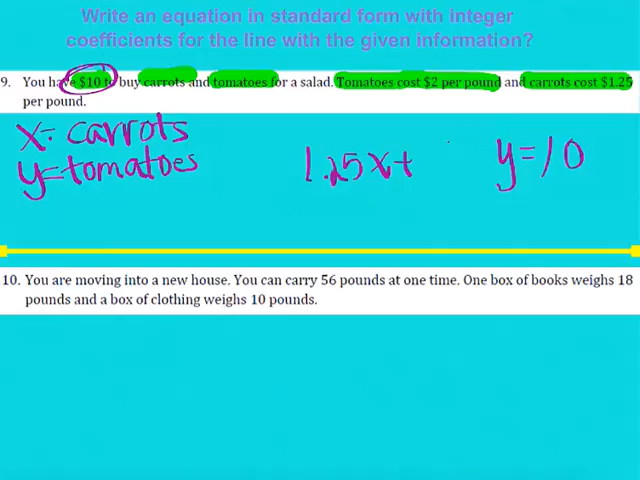 Write an equation in standard form with integer
coefficients for the line with the given information?
9. You have $10 to buy carrots and tomatoes for a salad. Tomatoes cost $2 per pound and carrots cost $1.25
per pound.
x= carrots
y=tomatoes
1.25x+ y=10
10. You are moving into a new house. You can carry 56 pounds at one time. One box of books weighs 18
pounds and a box of clothing weighs 10 pounds.